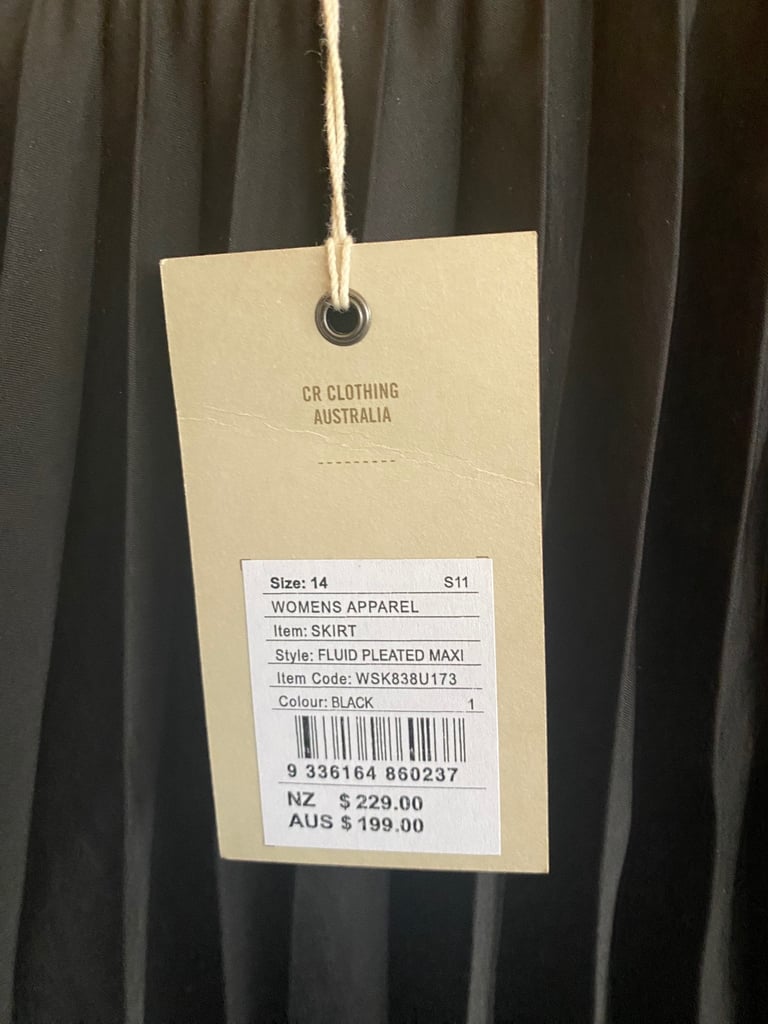 CR CLOTHING
AUSTRALIA
Size: 14 S11
WOMENS APPAREL
Item: SKIRT
Style: FLUID PLEATED MAXI
Item Code: WSK838U173
Colour: BLACK 1
9 336164 860237
NZ $ 229.00
AUS $ 199.00